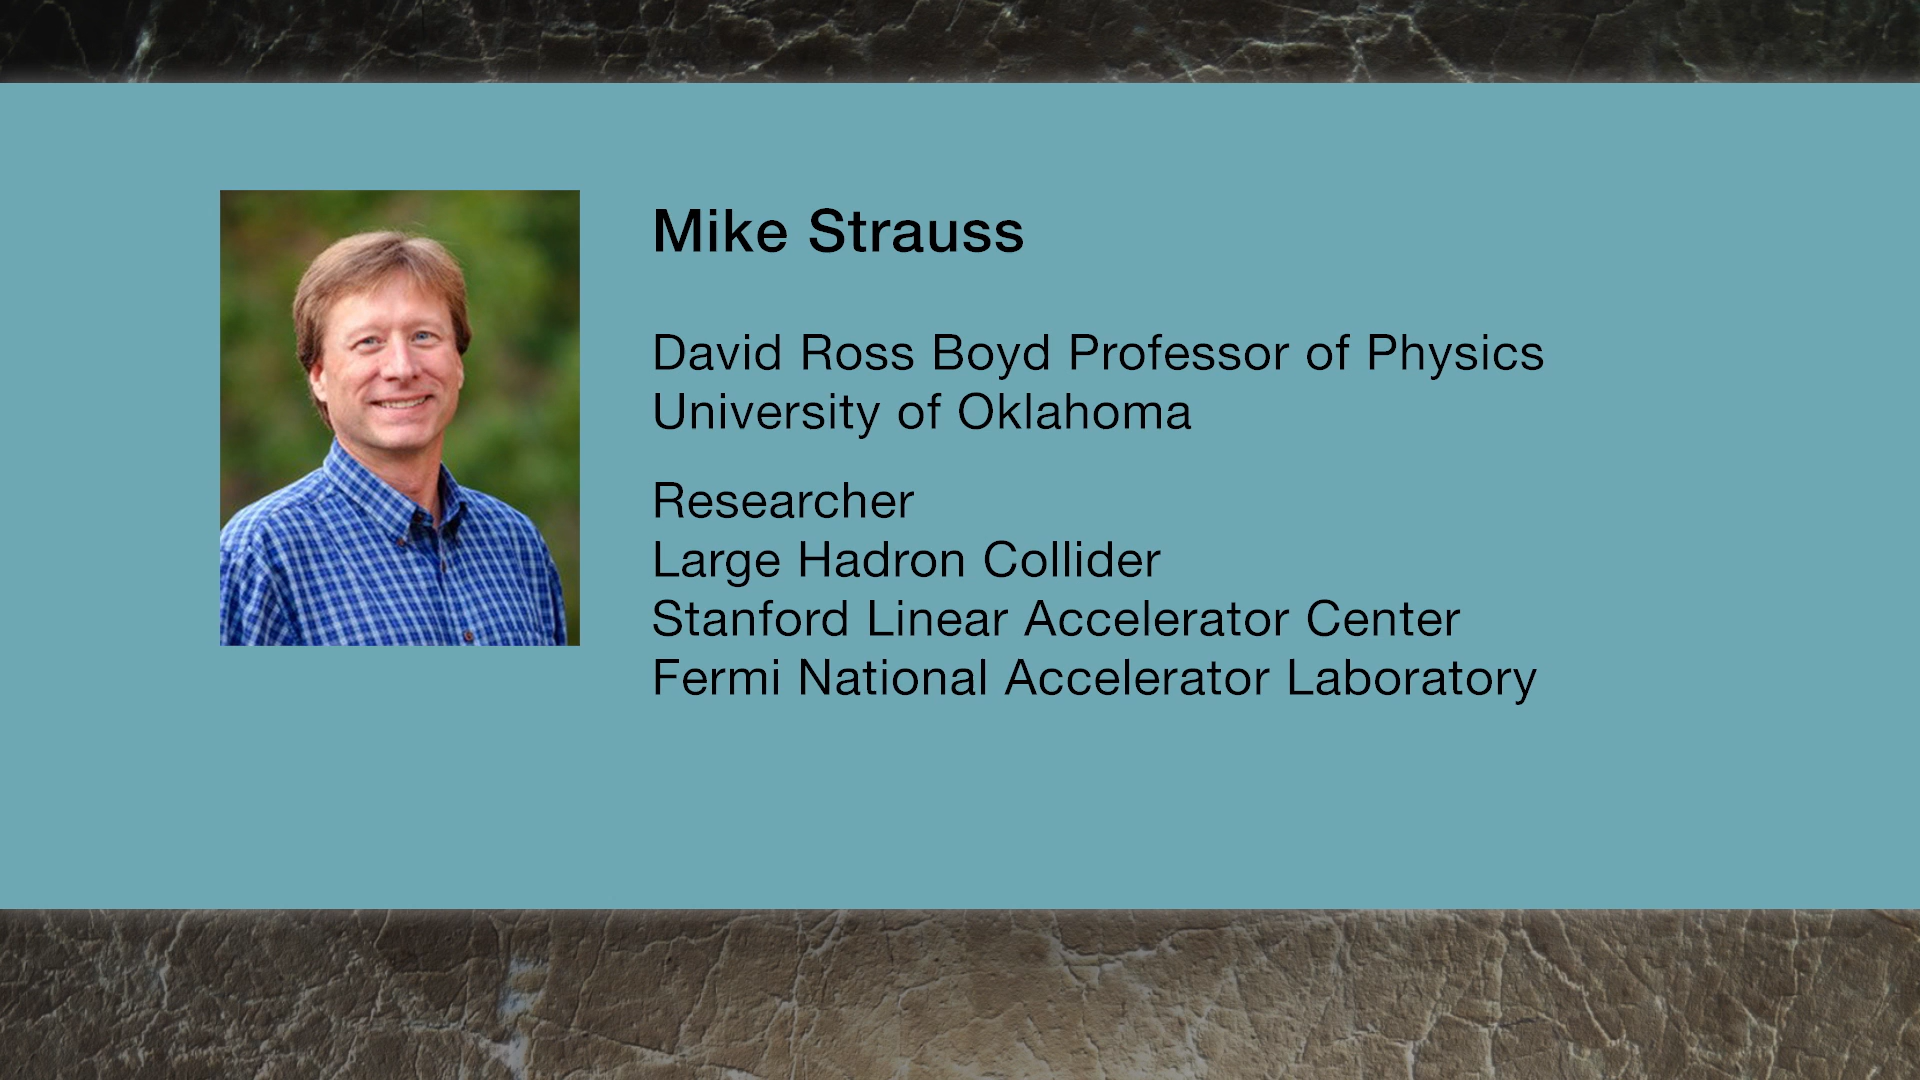 Mike Strauss
David Ross Boyd Professor of Physics
University of Oklahoma
Researcher
Large Hadron Collider
Stanford Linear Accelerator Center
Fermi National Accelerator Laboratory